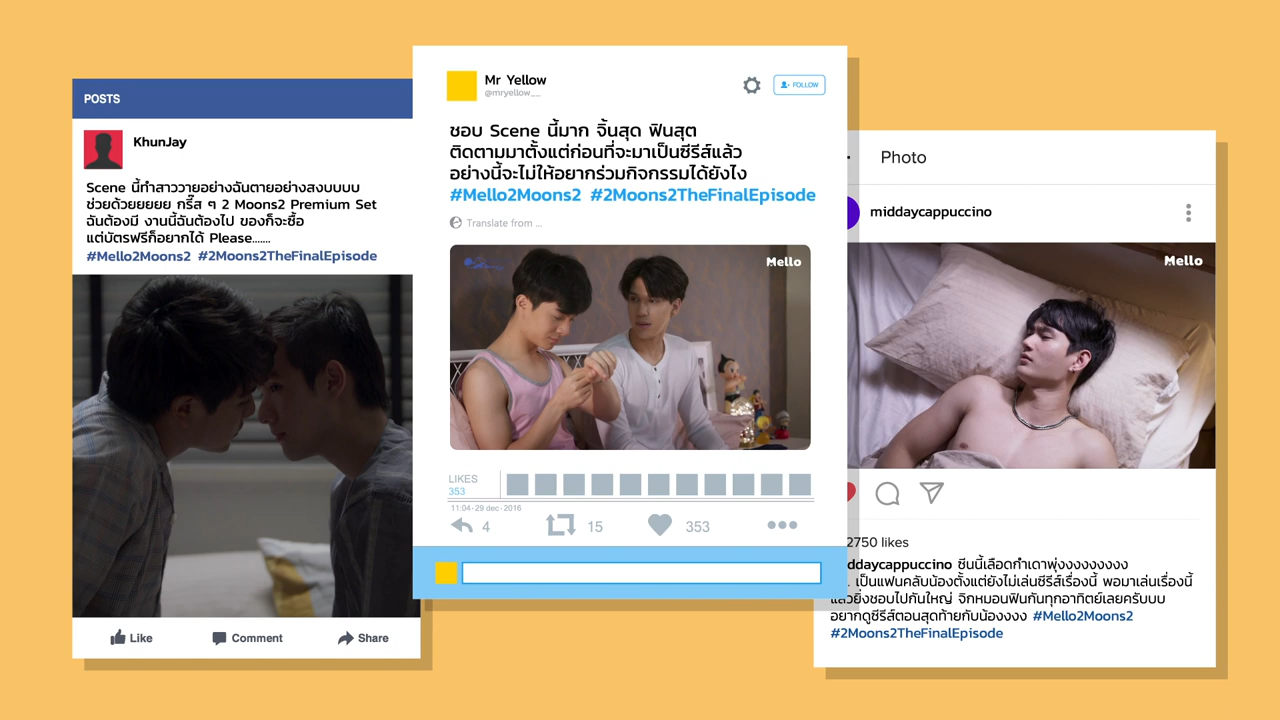 POSTS
KhunJay
Scene นี้ทำสาววายอย่างฉันตายอย่างสงบบบบ
ช่วยด้วยยยยย กรี๊ส ๆ 2 Moons2 Premium Set
ฉันต้องมี งานนี้ฉันต้องไป ของก็จะซื้อ
แต่บัตรฟรีก็อยากได้ Please.......
#Mello2Moons2 #2Moons2TheFinalEpisode
Like Comment Share
Mr Yellow
@mryellow__
FOLLOW
ชอบ Scene นี้มาก จิ้นสุด ฟินสุต
ติดตามมาตั้งแต่ก่อนที่จะมาเป็นซีรีส์แล้ว
อย่างนี้จะไม่ให้อยากร่วมกิจกรรมได้ยังไง
#Mello2Moons2 #2Moons2TheFinalEpisode
Translate from ...
Mello
LIKES
353
11:04 - 29 dec - 2016
4 15 353
Photo
middaycappuccino
Mello
2750 likes
ddaycappuccino ซีนนี้เลือดกำเดาพุ่งงงงงงงงง
. เป็นแฟนคลับน้องตั้งแต่ยังไม่เล่นซีรีส์เรื่องนี้ พอมาเล่นเรื่องนี้
แล้วยิ่งชอบไปกันใหญ่ จิกหมอนฟินกันทุกอาทิตย์เลยครับบบ
อยากดูซีรีส์ตอนสุดท้ายกับน้องงงง #Mello2Moons2
#2Moons2TheFinalEpisode